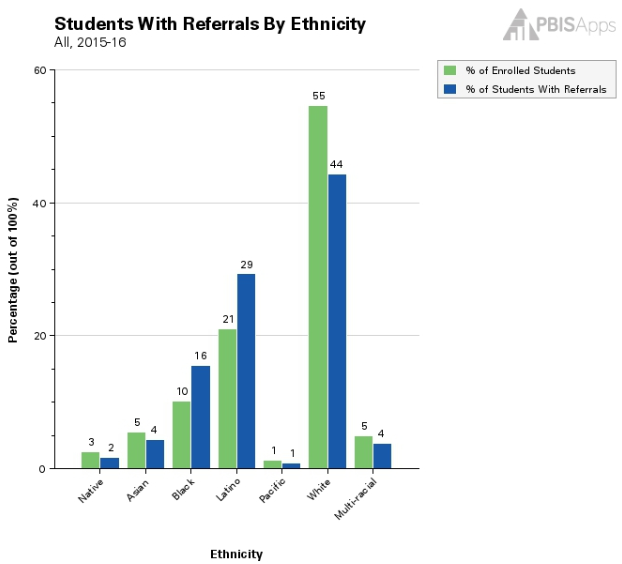 Students With Referrals By Ethnicity
All, 2015-16
PBISApps
% of Enrolled Students
% of Students With Referrals
Percentage (out of 100%)
60
40
20
0
3
2
5
4
10
16
21
29
1
1
55
44
5
4
Native
Asian
Black
Latino
Pacific
White
Multi-racial
Ethnicity